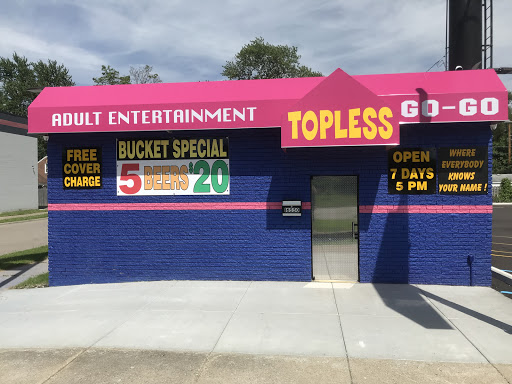 ADULT ENTERTAINMENT
TOPLESS
GO-GO
FREE
COVER
CHARGE
BUCKET SPECIAL
5 BEERS $20
OPEN
7 DAYS
5 PM
WHERE
EVERYBODY
KNOWS
YOUR NAME!